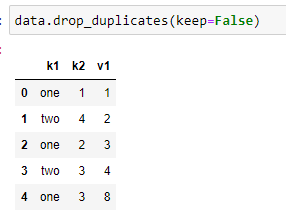 data.drop_duplicates(keep=False)
k1 k2 v1
0 one 1 1
1 two 4 2
2 one 2 3
3 two 3 4
4 one 3 8